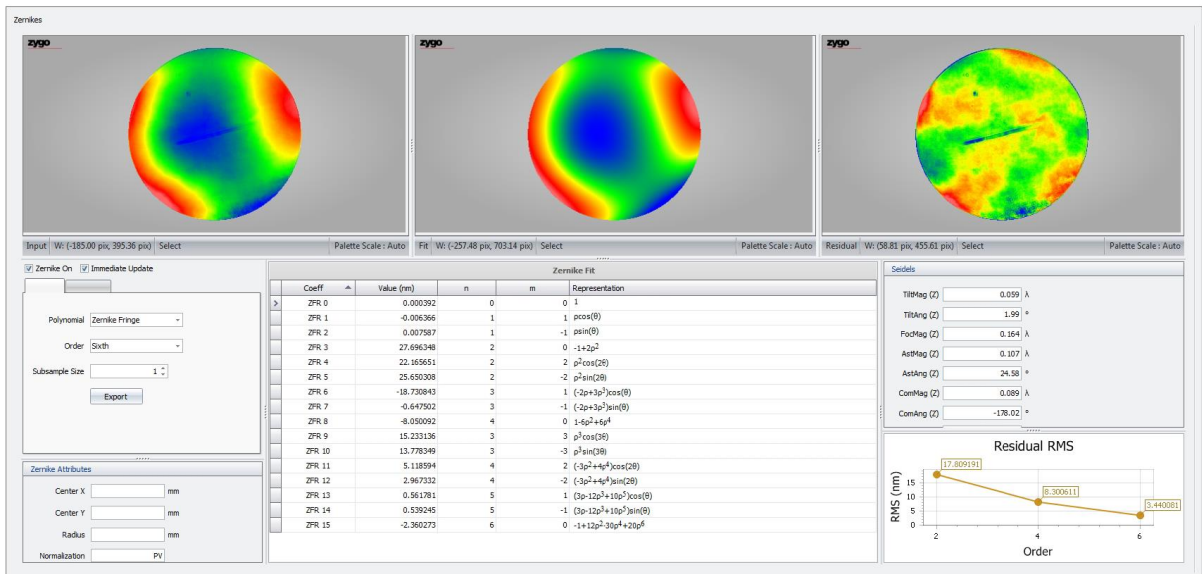 Zernikes
zygo
zygo
zygo
Input W: (-185.00 pix, 395.36 pix) Select Palette Scale : Auto
Fit W: (-257.48 pix, 703.14 pix) Select Palette Scale : Auto
Residual W: (58.81 pix, 455.61 pix) Select Palette Scale : Auto
Zernike On Immediate Update
Polynomial Zernike Fringe
Order Sixth
Subsample Size 1
Export
Zernike Attributes
Center X mm
Center Y mm
Radius mm
Normalization PV
Zernike Fit
Coeff Value (nm) n m Representation
ZFR 0 0.000392 0 0 1
ZFR 1 -0.006366 1 1 ρcos(θ)
ZFR 2 0.007587 1 -1 ρsin(θ)
ZFR 3 27.696348 2 0 -1+2ρ2
ZFR 4 22.165651 2 2 ρ2cos(2θ)
ZFR 5 25.650308 2 -2 ρ2sin(2θ)
ZFR 6 -18.730843 3 1 (-2ρ+3ρ3)cos(θ)
ZFR 7 -0.647502 3 -1 (-2ρ+3ρ3)sin(θ)
ZFR 8 -8.050092 4 0 1-6ρ2+6ρ4
ZFR 9 15.233136 3 3 ρ3cos(3θ)
ZFR 10 13.778349 3 -3 ρ3sin(3θ)
ZFR 11 5.118594 4 2 (-3ρ2+4ρ4)cos(2θ)
ZFR 12 2.967332 4 -2 (-3ρ2+4ρ4)sin(2θ)
ZFR 13 0.561781 5 1 (3ρ-12ρ3+10ρ5)cos(θ)
ZFR 14 0.539245 5 -1 (3ρ-12ρ3+10ρ5)sin(θ)
ZFR 15 -2.360273 6 0 -1+12ρ2-30ρ4+20ρ6
Seidels
TiltMag (Z) 0.059 λ
TiltAng (Z) 1.99 °
FocMag (Z) 0.164 λ
AstMag (Z) 0.107 λ
AstAng (Z) 24.58 °
ComMag (Z) 0.089 λ
ComAng (Z) -178.02 °
Residual RMS
17.809191
8.300611
3.440081
RMS (nm)
15
10
5
0
2 4 6
Order